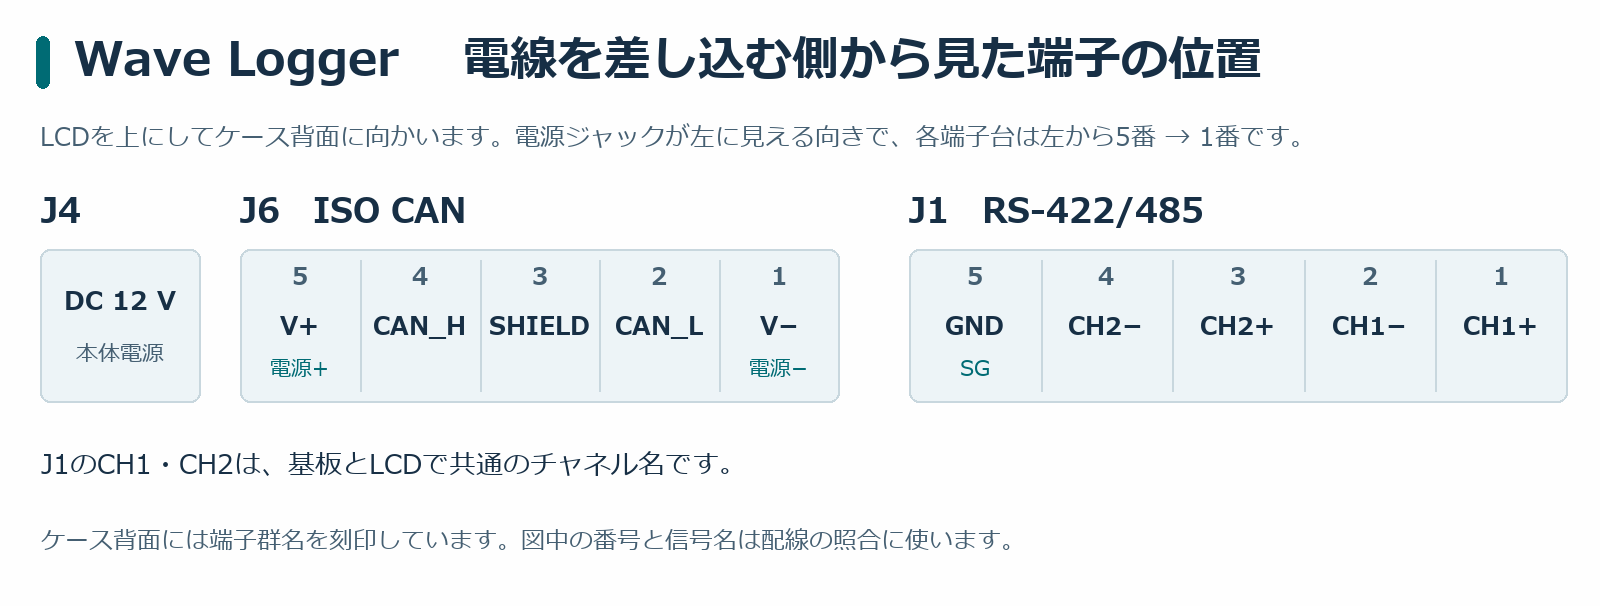 Wave Logger　電線を差し込む側から見た端子の位置
LCDを上にしてケース背面に向かいます。電源ジャックが左に見える向きで、各端子台は左から5番 → 1番です。
J4
DC 12 V
本体電源
J6　ISO CAN
5 4 3 2 1
V+ CAN_H SHIELD CAN_L V−
電源+ 電源−
J1　RS-422/485
5 4 3 2 1
GND CH2− CH2+ CH1− CH1+
SG
J1のCH1・CH2は、基板とLCDで共通のチャネル名です。
ケース背面には端子群名を刻印しています。図中の番号と信号名は配線の照合に使います。